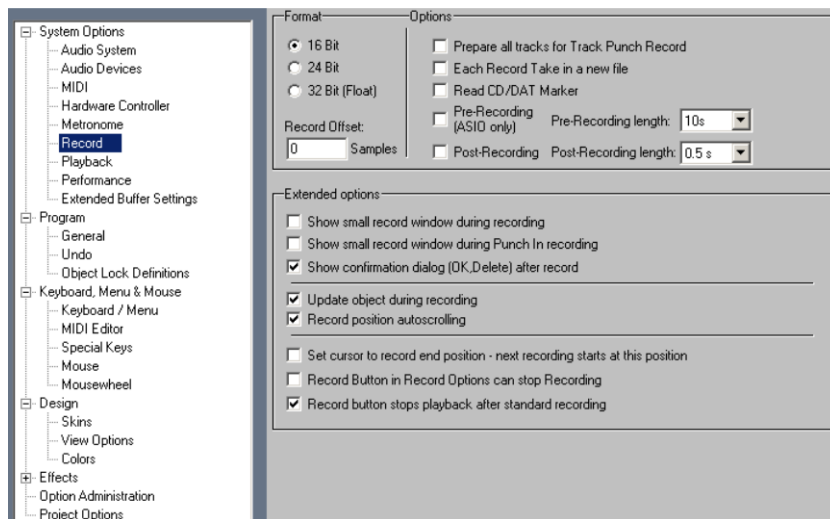 System Options
Audio System
Audio Devices
MIDI
Hardware Controller
Metronome
Record
Playback
Performance
Extended Buffer Settings
Program
General
Undo
Object Lock Definitions
Keyboard, Menu & Mouse
Keyboard / Menu
MIDI Editor
Special Keys
Mouse
Mousewheel
Design
Skins
View Options
Colors
Effects
Option Administration
Project Options
Format
16 Bit
24 Bit
32 Bit (Float)
Record Offset:
0 Samples
Options
Prepare all tracks for Track Punch Record
Each Record Take in a new file
Read CD/DAT Marker
Pre-Recording
(ASIO only)
Pre-Recording length: 10s
Post-Recording Post-Recording length: 0.5 s
Extended options
Show small record window during recording
Show small record window during Punch In recording
Show confirmation dialog (OK,Delete) after record
Update object during recording
Record position autoscrolling
Set cursor to record end position - next recording starts at this position
Record Button in Record Options can stop Recording
Record button stops playback after standard recording